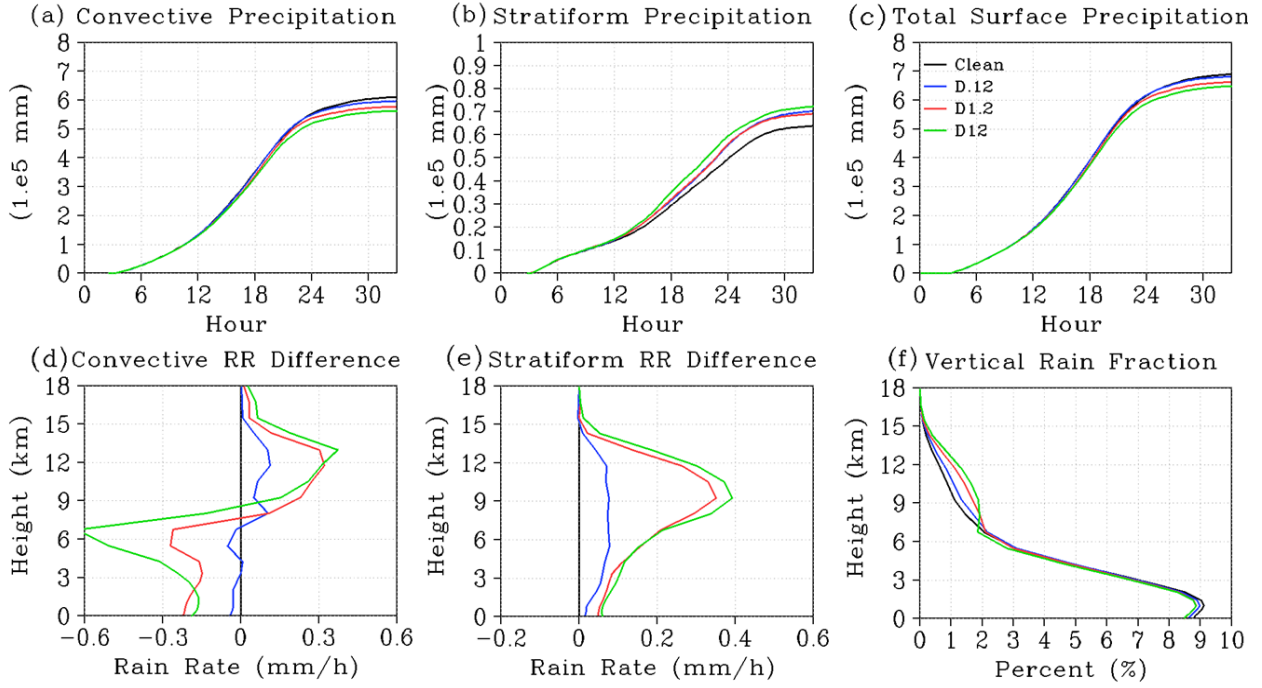 (a) Convective Precipitation
(b) Stratiform Precipitation
(c) Total Surface Precipitation
(1.e5 mm)
8
7
6
5
4
3
2
1
0
0 6 12 18 24 30
Hour
(1.e5 mm)
1
0.9
0.8
0.7
0.6
0.5
0.4
0.3
0.2
0.1
0
0 6 12 18 24 30
Hour
(1.e5 mm)
8
7
6
5
4
3
2
1
0
Clean
D.12
D1.2
D12
0 6 12 18 24 30
Hour
(d) Convective RR Difference
(e) Stratiform RR Difference
(f) Vertical Rain Fraction
Height (km)
18
15
12
9
6
3
0
-0.6 -0.3 0 0.3 0.6
Rain Rate (mm/h)
Height (km)
18
15
12
9
6
3
0
-0.2 0 0.2 0.4 0.6
Rain Rate (mm/h)
Height (km)
18
15
12
9
6
3
0
0 1 2 3 4 5 6 7 8 9 10
Percent (%)